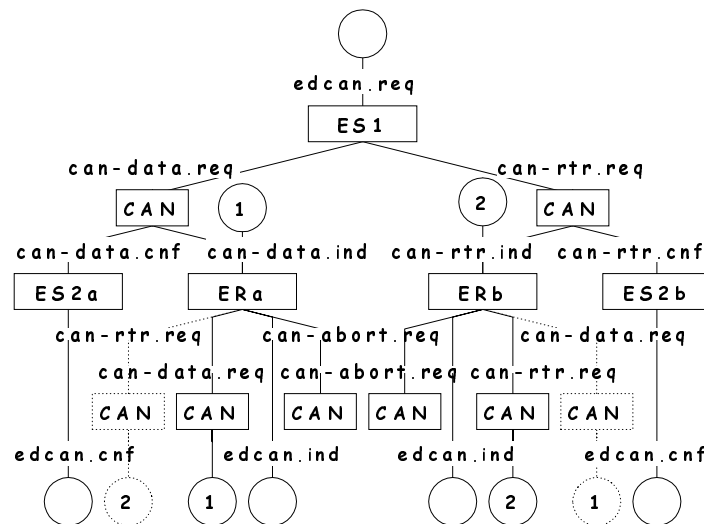 edcan.req
ES1
can-data.req can-rtr.req
CAN 1 2 CAN
can-data.cnf can-data.ind can-rtr.ind can-rtr.cnf
ES2a ERa ERb ES2b
can-rtr.req can-abort.req can-data.req
can-data.req can-abort.req can-rtr.req
CAN CAN CAN CAN CAN CAN
edcan.cnf edcan.ind edcan.ind edcan.cnf
2 1 2 1